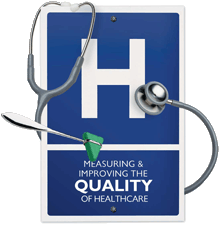 H
MEASURING &
IMPROVING THE
QUALITY
OF HEALTHCARE